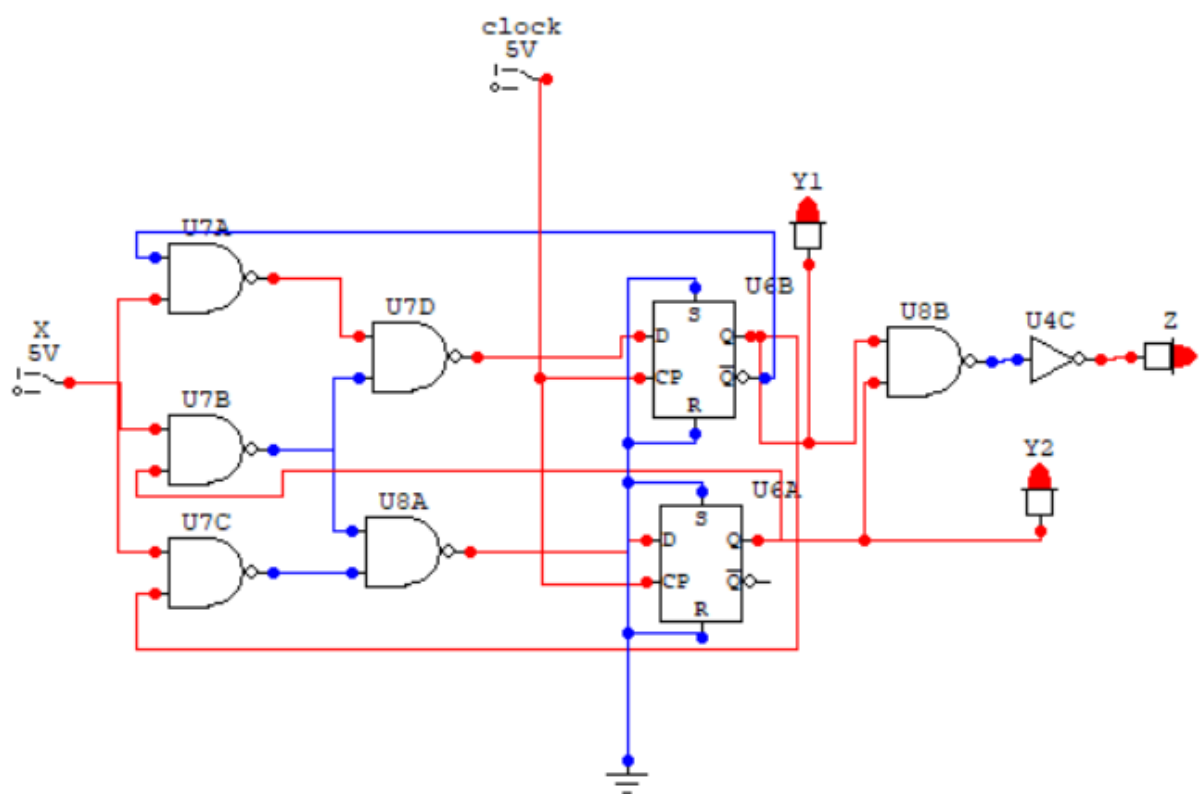 clock
5V
Y1
U7A
U6B
S
U7D
U8B
U4C
Z
X
5V
D
Q
CP
Q
U7B
R
Y2
U8A
U6A
S
U7C
D
Q
CP
Q
R